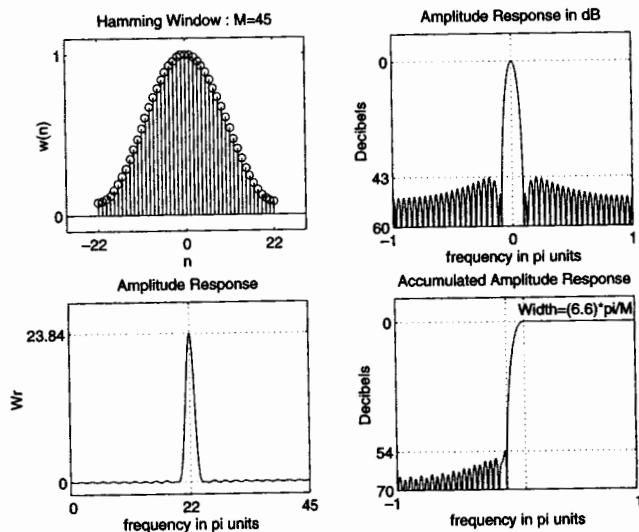 Hamming Window : M=45
1
w(n)
0
−22
0
22
n
Amplitude Response in dB
0
Decibels
43
60
−1
0
1
frequency in pi units
Amplitude Response
23.84
Wr
0
0
22
45
frequency in pi units
Accumulated Amplitude Response
Width=(6.6)*pi/M
0
Decibels
54
70
−1
1
frequency in pi units